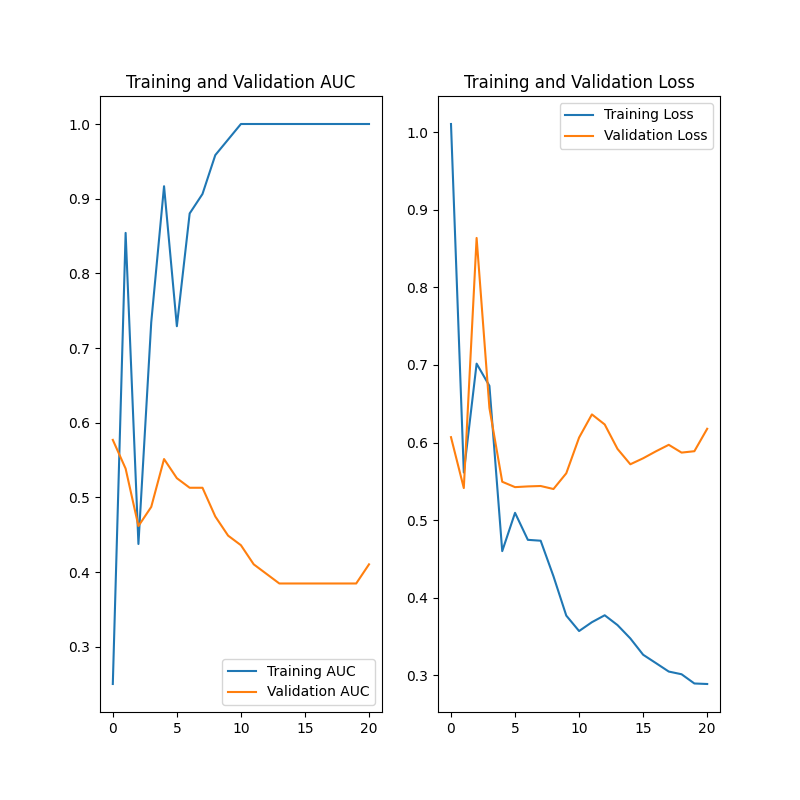 Training and Validation AUC
1.0
0.9
0.8
0.7
0.6
0.5
0.4
0.3
0 5 10 15 20
Training AUC
Validation AUC
Training and Validation Loss
Training Loss
Validation Loss
1.0
0.9
0.8
0.7
0.6
0.5
0.4
0.3
0 5 10 15 20